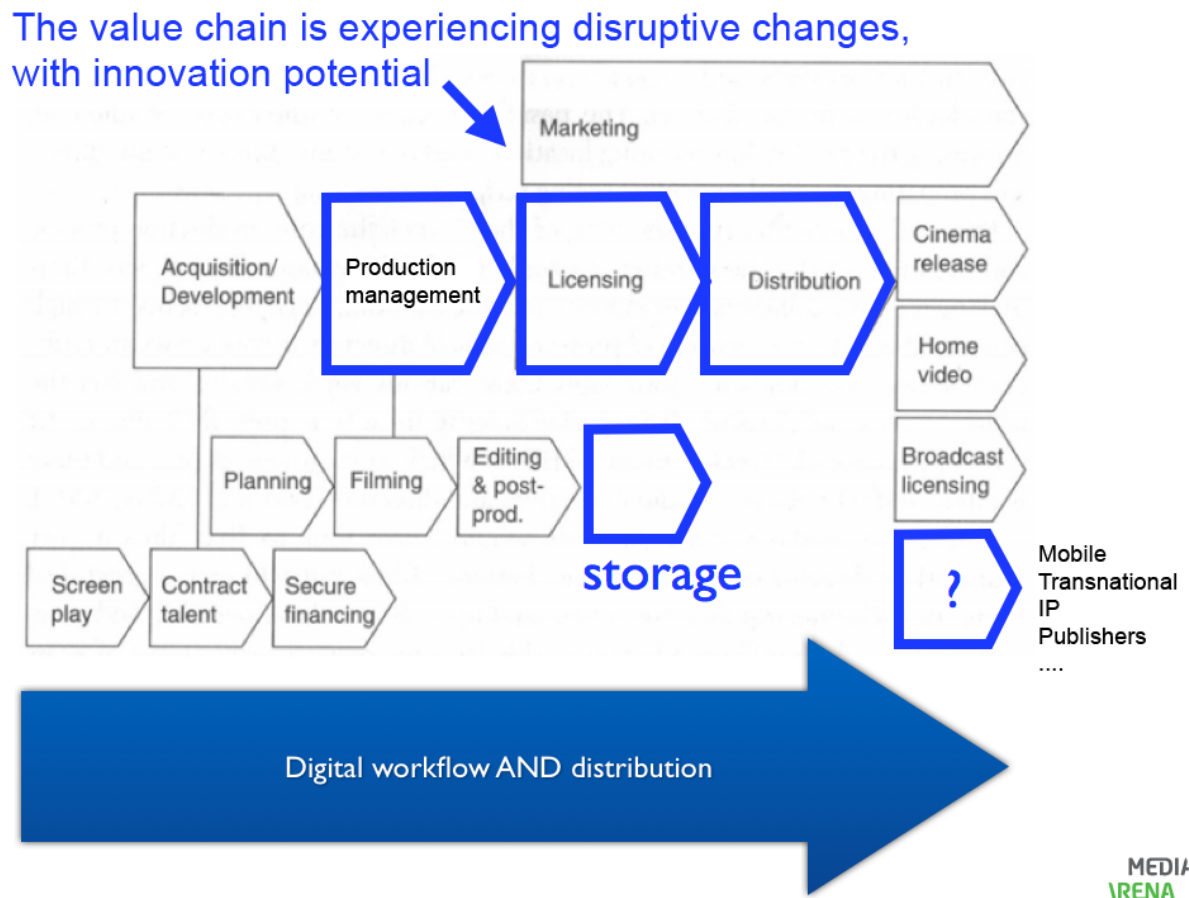 The value chain is experiencing disruptive changes,
with innovation potential
Marketing
Acquisition/
Development
Production
management
Licensing
Distribution
Cinema
release
Home
video
Broadcast
licensing
?
Mobile
Transnational
IP
Publishers
....
Planning
Filming
Editing
& post-
prod.
storage
Screen
play
Contract
talent
Secure
financing
Digital workflow AND distribution
MEDIA
ARENA